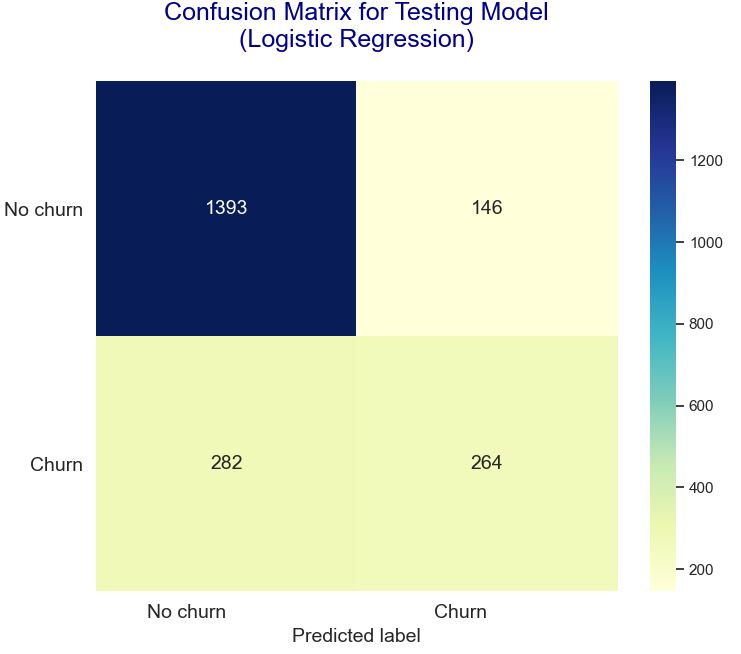 Confusion Matrix for Testing Model
(Logistic Regression)
No churn
1393
146
Churn
282
264
No churn
Churn
Predicted label
1200
1000
800
600
400
200